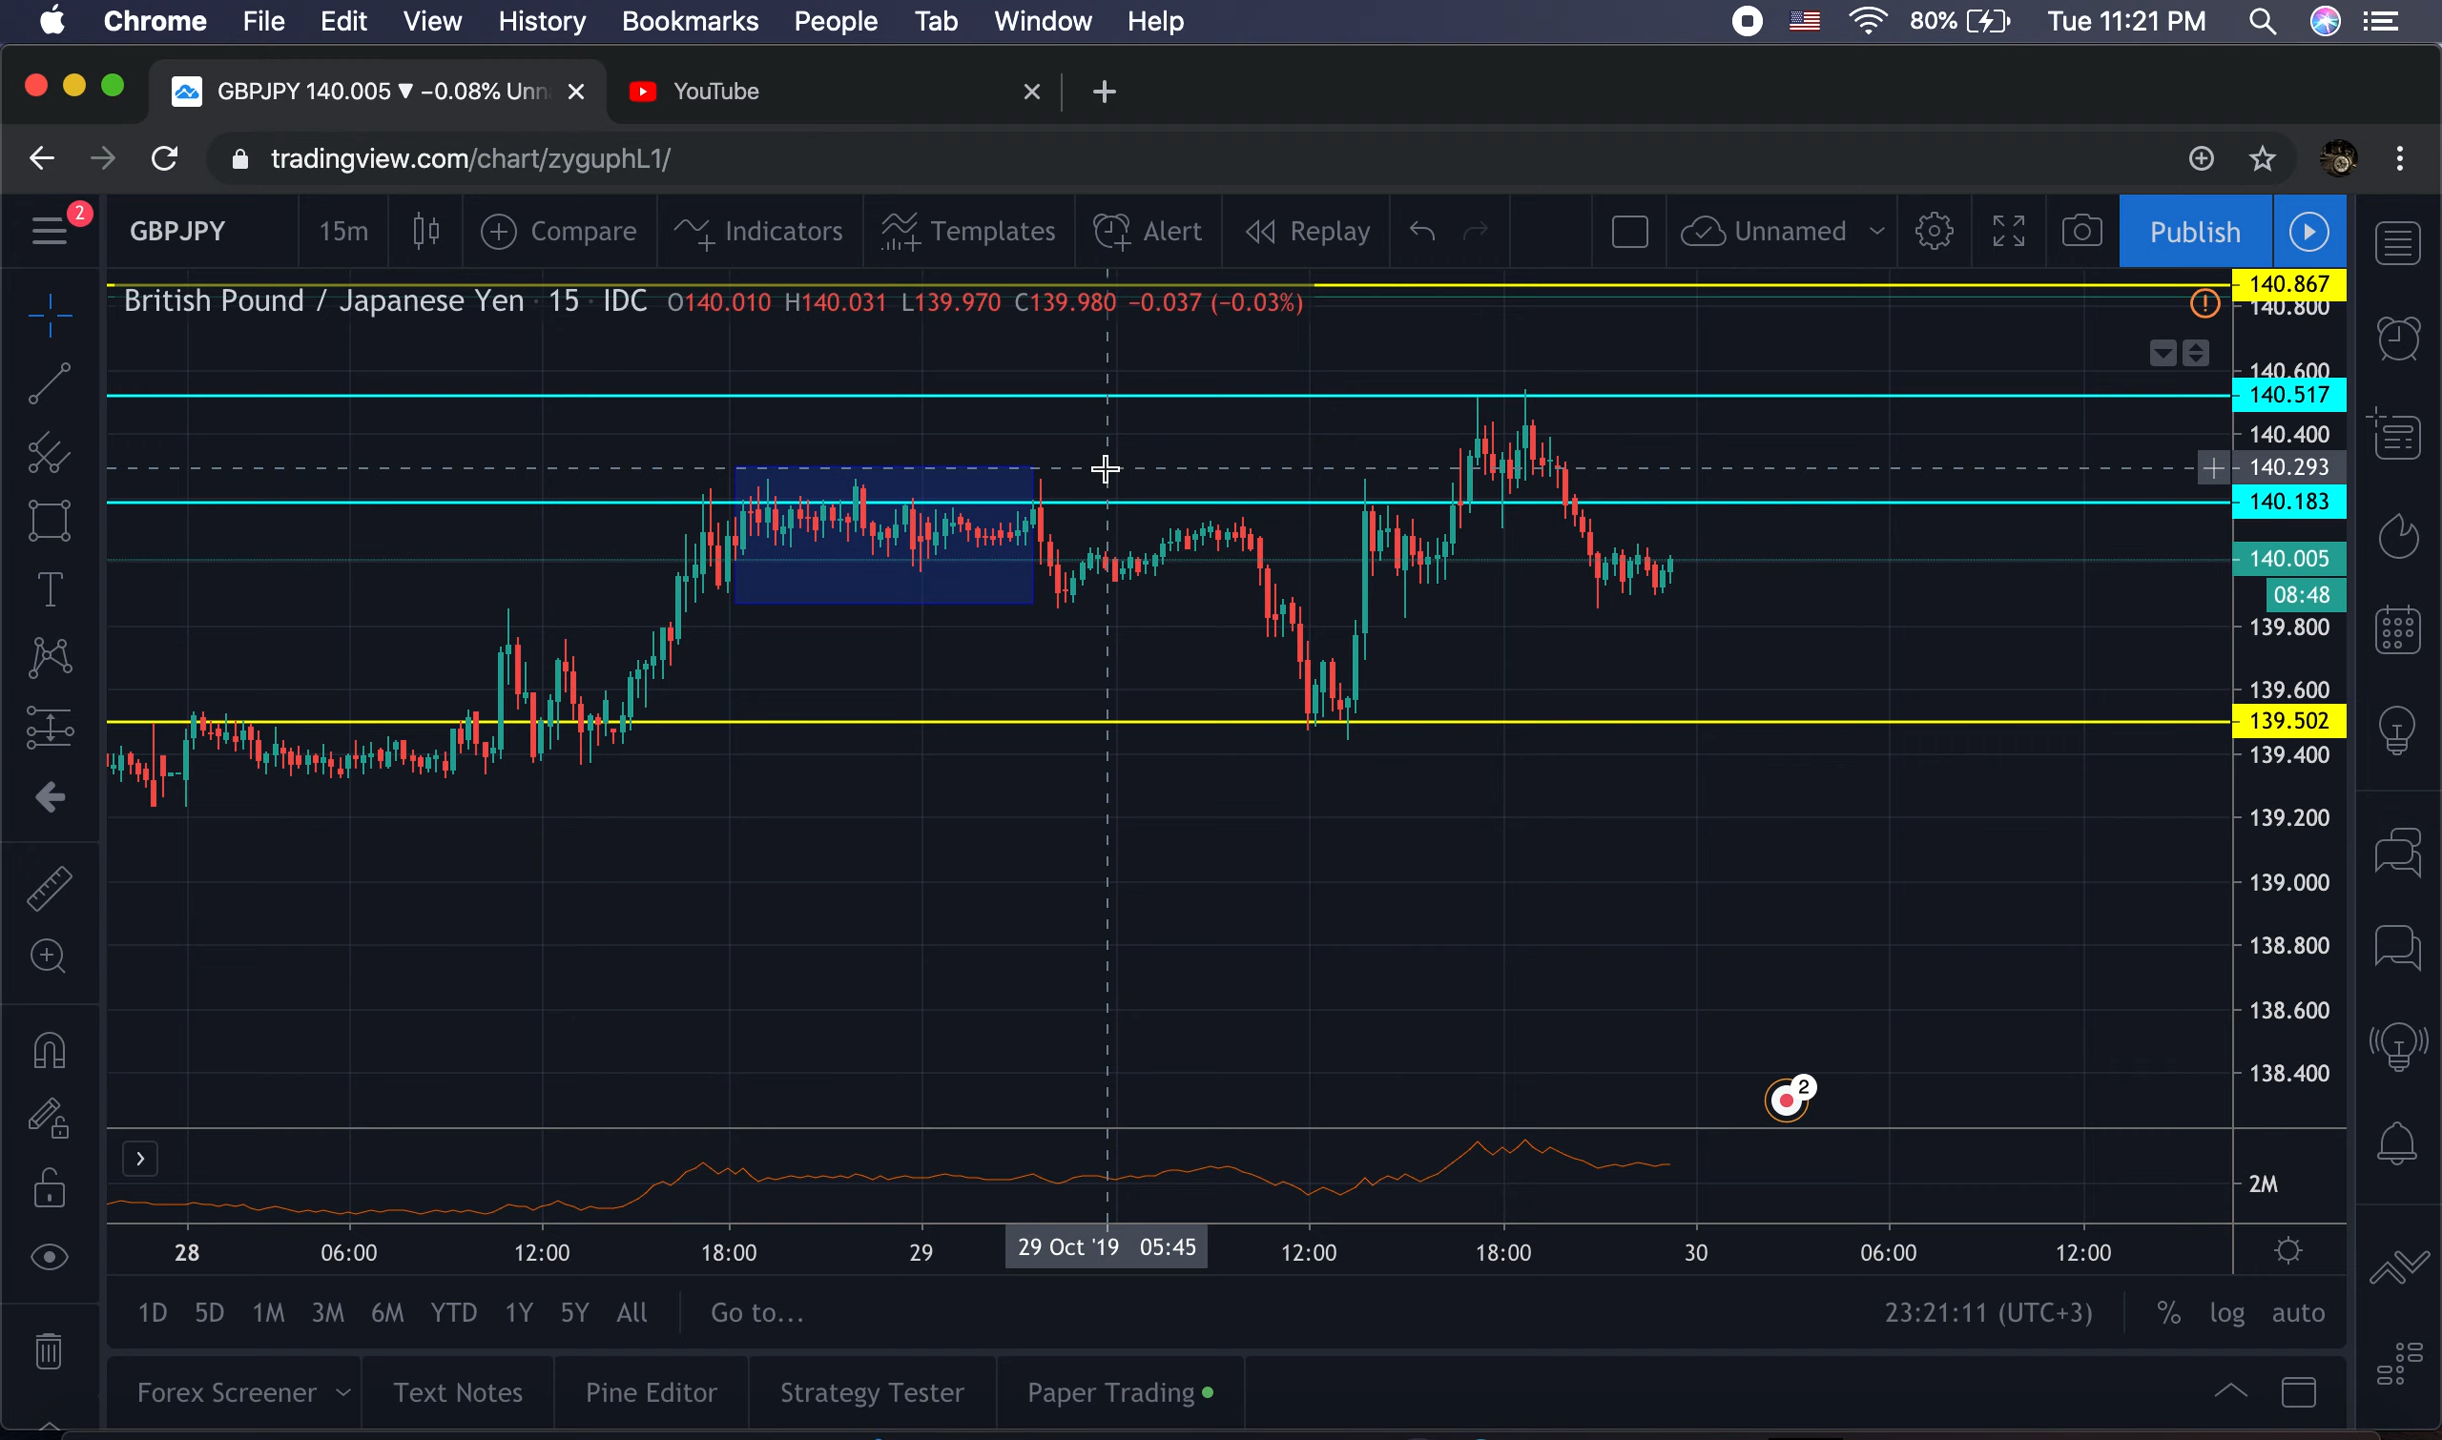 Chrome File Edit View History Bookmarks People Tab Window Help 80% Tue 11:21 PM
GBPJPY 140.005 ▼ −0.08% Unn YouTube
tradingview.com/chart/zyguphL1/
2
GBPJPY 15m Compare Indicators Templates Alert Replay Unnamed Publish
British Pound / Japanese Yen · 15 · IDC O140.010 H140.031 L139.970 C139.980 −0.037 (−0.03%)
140.867
140.800
140.600
140.517
140.400
140.293
140.183
140.005
08:48
139.800
139.600
139.502
139.400
139.200
139.000
138.800
138.600
138.400
2
2M
28 06:00 12:00 18:00 29 29 Oct '19 05:45 12:00 18:00 30 06:00 12:00
1D 5D 1M 3M 6M YTD 1Y 5Y All Go to... 23:21:11 (UTC+3) % log auto
Forex Screener Text Notes Pine Editor Strategy Tester Paper Trading